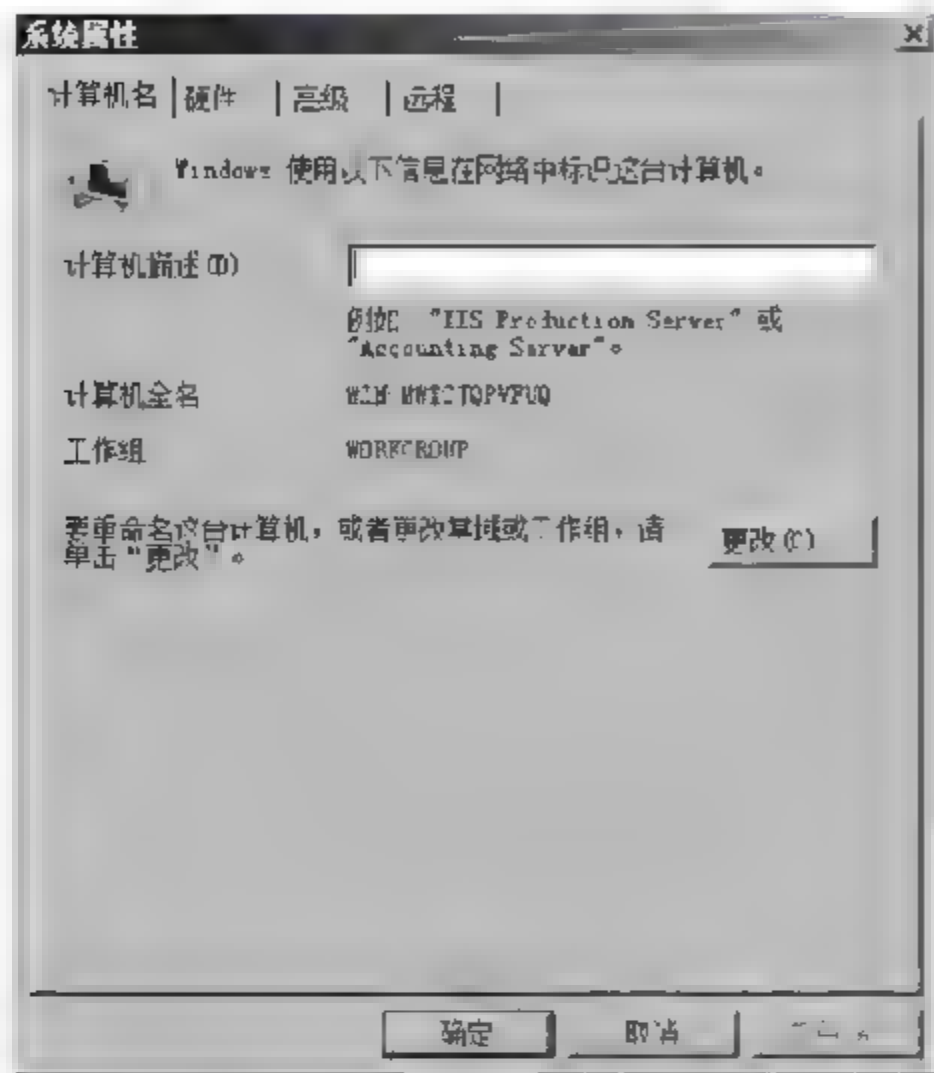 系统属性
计算机名 硬件 高级 远程
Windows 使用以下信息在网络中标识这台计算机。
计算机描述(D)
例如 "IIS Production Server" 或
"Accounting Server"。
计算机全名
工作组 WORKGROUP
要重命名这台计算机，或者更改其域或工作组，请
单击"更改"。
更改(C)
确定 取消